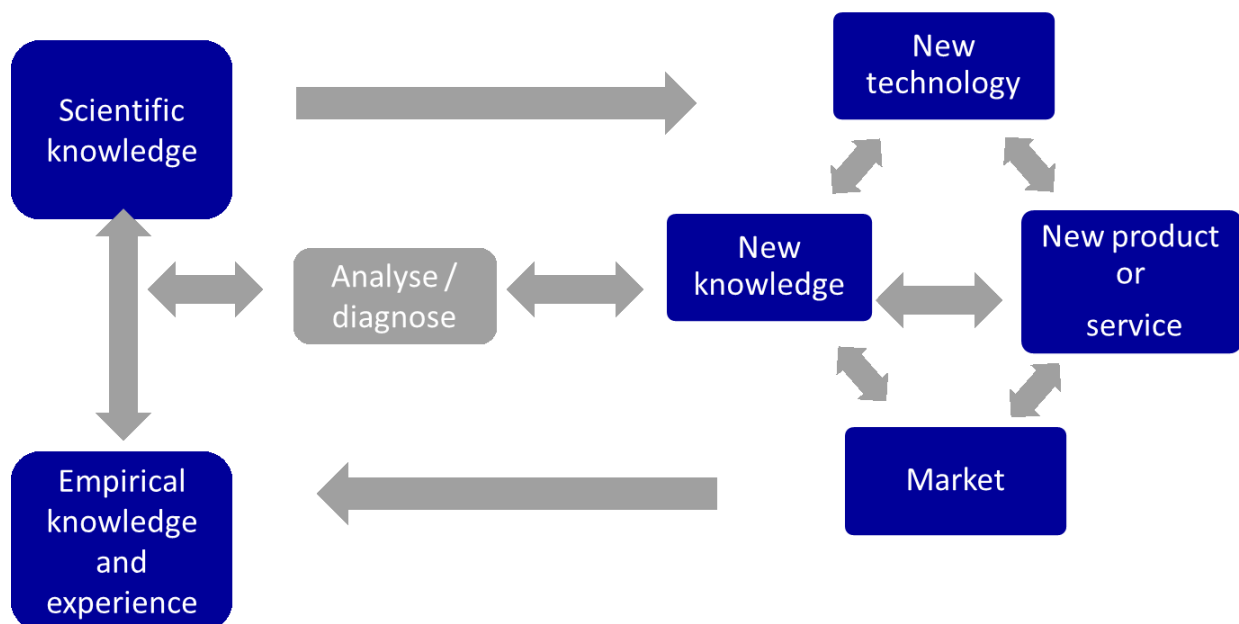 Scientific
knowledge
New
technology
Analyse /
diagnose
New
knowledge
New product
or
service
Empirical
knowledge
and
experience
Market